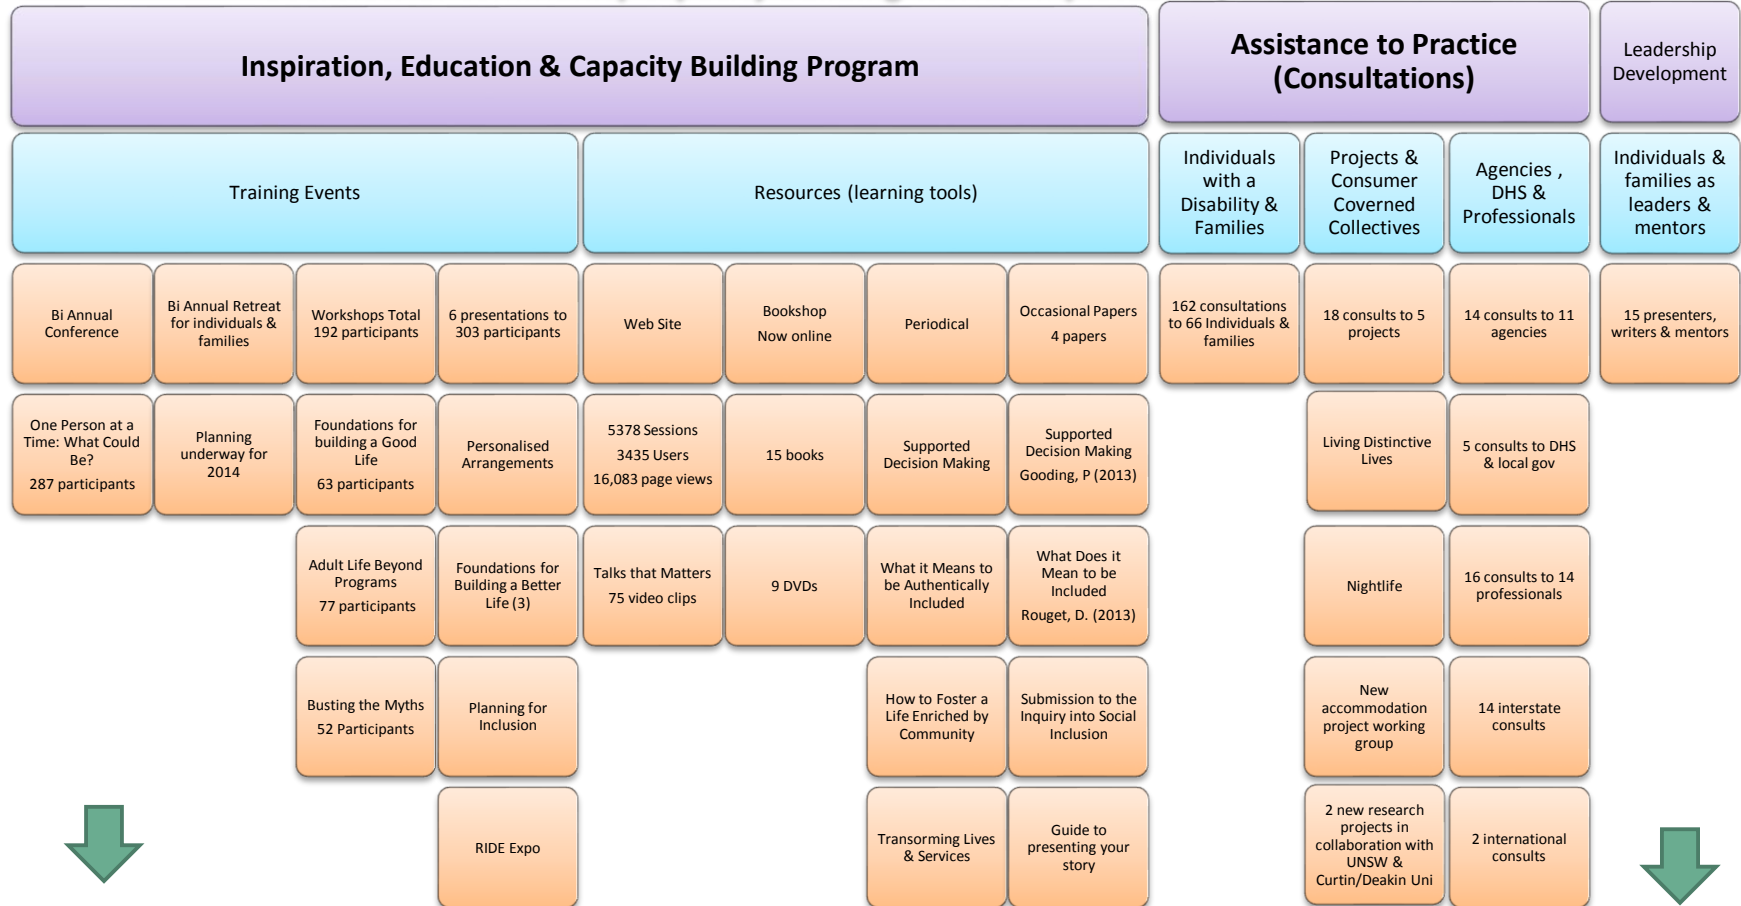 Inspiration, Education & Capacity Building Program
Assistance to Practice
(Consultations)
Leadership
Development
Training Events
Resources (learning tools)
Individuals
with a
Disability &
Families
Projects &
Consumer
Coverned
Collectives
Agencies ,
DHS &
Professionals
Individuals &
families as
leaders &
mentors
Bi Annual
Conference
Bi Annual Retreat
for individuals &
families
Workshops Total
192 participants
6 presentations to
303 participants
Web Site
Bookshop
Now online
Periodical
Occasional Papers
4 papers
162 consultations
to 66 Individuals &
families
18 consults to 5
projects
14 consult to 11
agencies
15 presenters,
writers & mentors
One Person at a
Time: What Could
Be?
287 participants
Planning
underway for
2014
Foundations for
building a Good
Life
63 participants
Personalised
Arrangements
5378 Sessions
3435 Users
16,083 page views
15 books
Supported
Decision Making
Supported
Decision Making
Gooding, P (2013)
Living Distinctive
Lives
5 consults to DHS
& local gov
Adult Life Beyond
Programs
77 participants
Foundations for
Building a Better
Life (3)
Talks that Matters
75 video clips
9 DVDs
What it Means to
be Authentically
Included
What Does it
Mean to be
Included
Rouget, D. (2013)
Nightlife
16 consults to 14
professionals
Busting the Myths
52 Participants
Planning for
Inclusion
How to Foster a
Life Enriched by
Community
Submission to the
Inquiry into Social
Inclusion
New
accommodation
project working
group
14 interstate
consults
RIDE Expo
Transorming Lives
& Services
Guide to
presenting your
story
2 new research
projects in
collaboration with
UNSW &
Curtin/Deakin Uni
2 international
consults